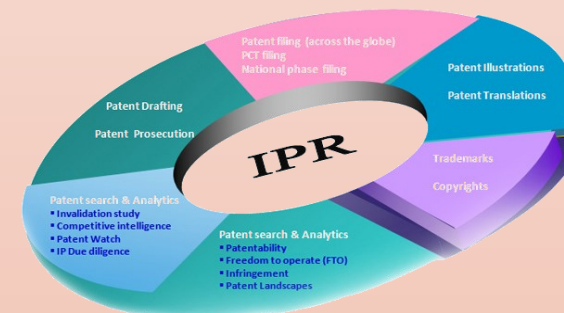 Patent filing (across the globe)
PCT filing
National phase filing
Patent Illustrations
Patent Translations
Patent Drafting
Patent Prosecution
IPR
Trademarks
Copyrights
Patent search & Analytics
▪ Invalidation study
▪ Competitive intelligence
▪ Patent Watch
▪ IP Due diligence
Patent search & Analytics
▪ Patentability
▪ Freedom to operate (FTO)
▪ Infringement
▪ Patent Landscapes